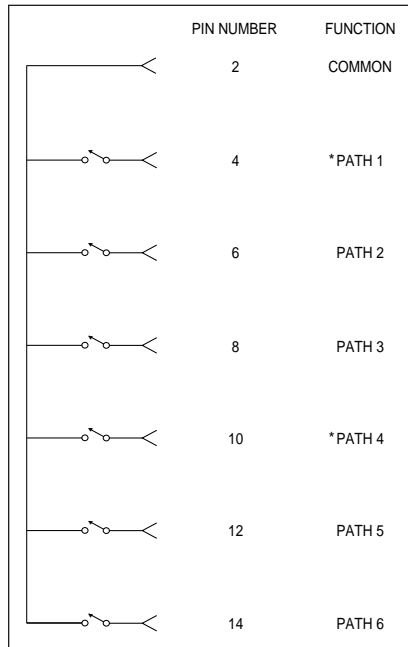 PIN NUMBER FUNCTION
2 COMMON
4 *PATH 1
6 PATH 2
8 PATH 3
10 *PATH 4
12 PATH 5
14 PATH 6